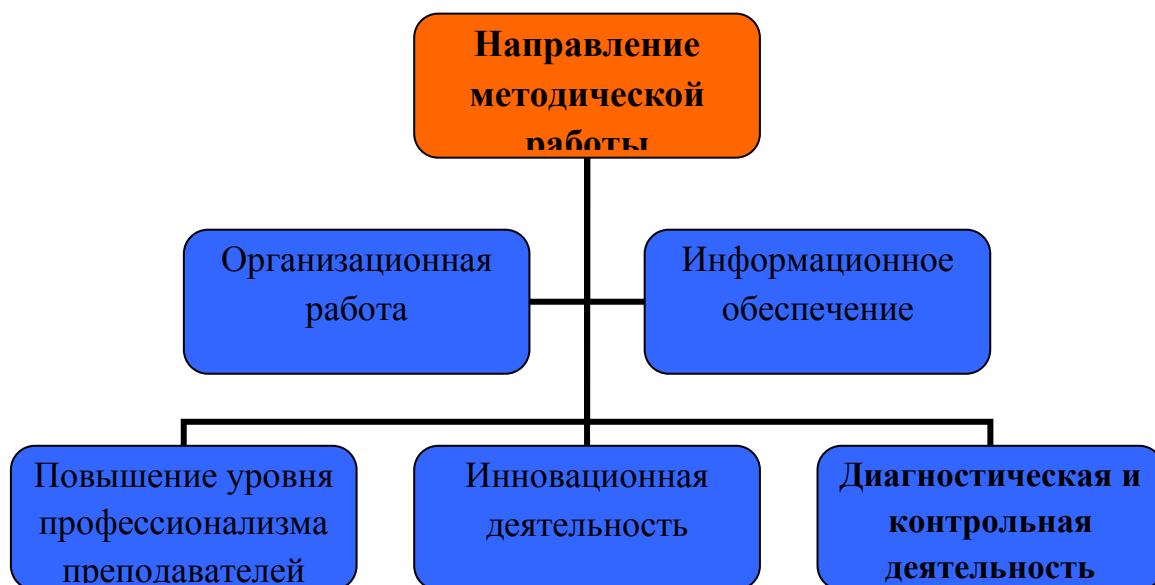 Направление
методической
работы
Организационная
работа
Информационное
обеспечение
Повышение уровня
профессионализма
преподавателей
Инновационная
деятельность
Диагностическая и
контрольная
деятельность